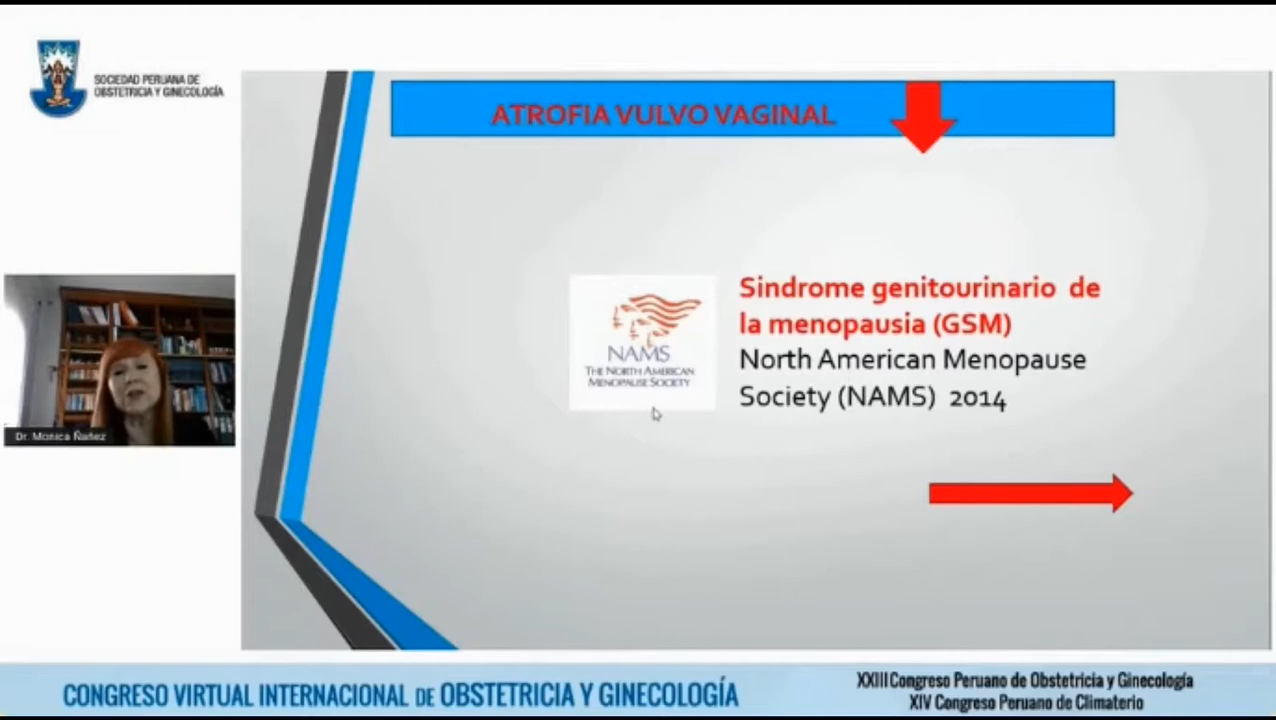 SOCIEDAD PERUANA DE
OBSTETRICIA Y GINECOLOGÍA
ATROFIA VULVO VAGINAL
Sindrome genitourinario de
la menopausia (GSM)
North American Menopause
Society (NAMS) 2014
NAMS
THE NORTH AMERICAN
MENOPAUSE SOCIETY
Dr. Monica Ñañez
CONGRESO VIRTUAL INTERNACIONAL DE OBSTETRICIA Y GINECOLOGÍA
XXIII Congreso Peruano de Obstetricia y Ginecología
XIV Congreso Peruano de Climaterio